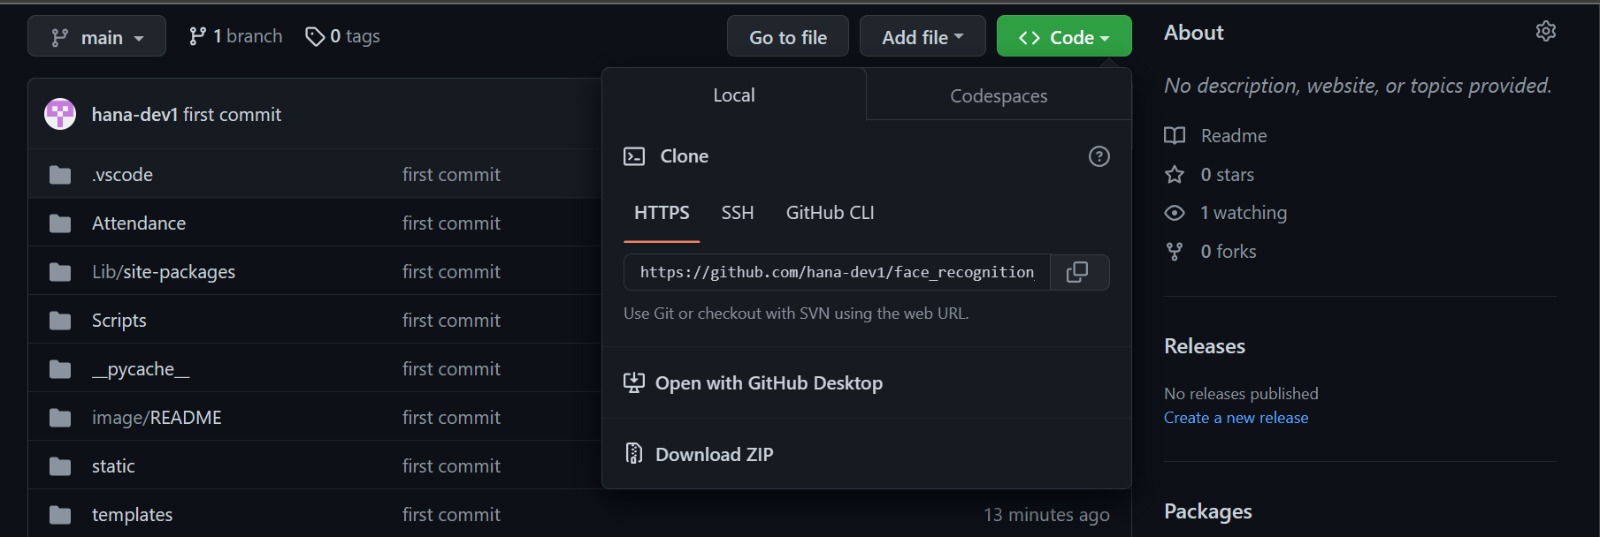 main
1 branch
0 tags
Go to file
Add file
<> Code
hana-dev1 first commit
.vscode first commit
Attendance first commit
Lib/site-packages first commit
Scripts first commit
__pycache__ first commit
image/README first commit
static first commit
templates first commit 13 minutes ago
Local
Codespaces
Clone
HTTPS
SSH
GitHub CLI
https://github.com/hana-dev1/face_recognition
Use Git or checkout with SVN using the web URL.
Open with GitHub Desktop
Download ZIP
About
No description, website, or topics provided.
Readme
0 stars
1 watching
0 forks
Releases
No releases published
Create a new release
Packages